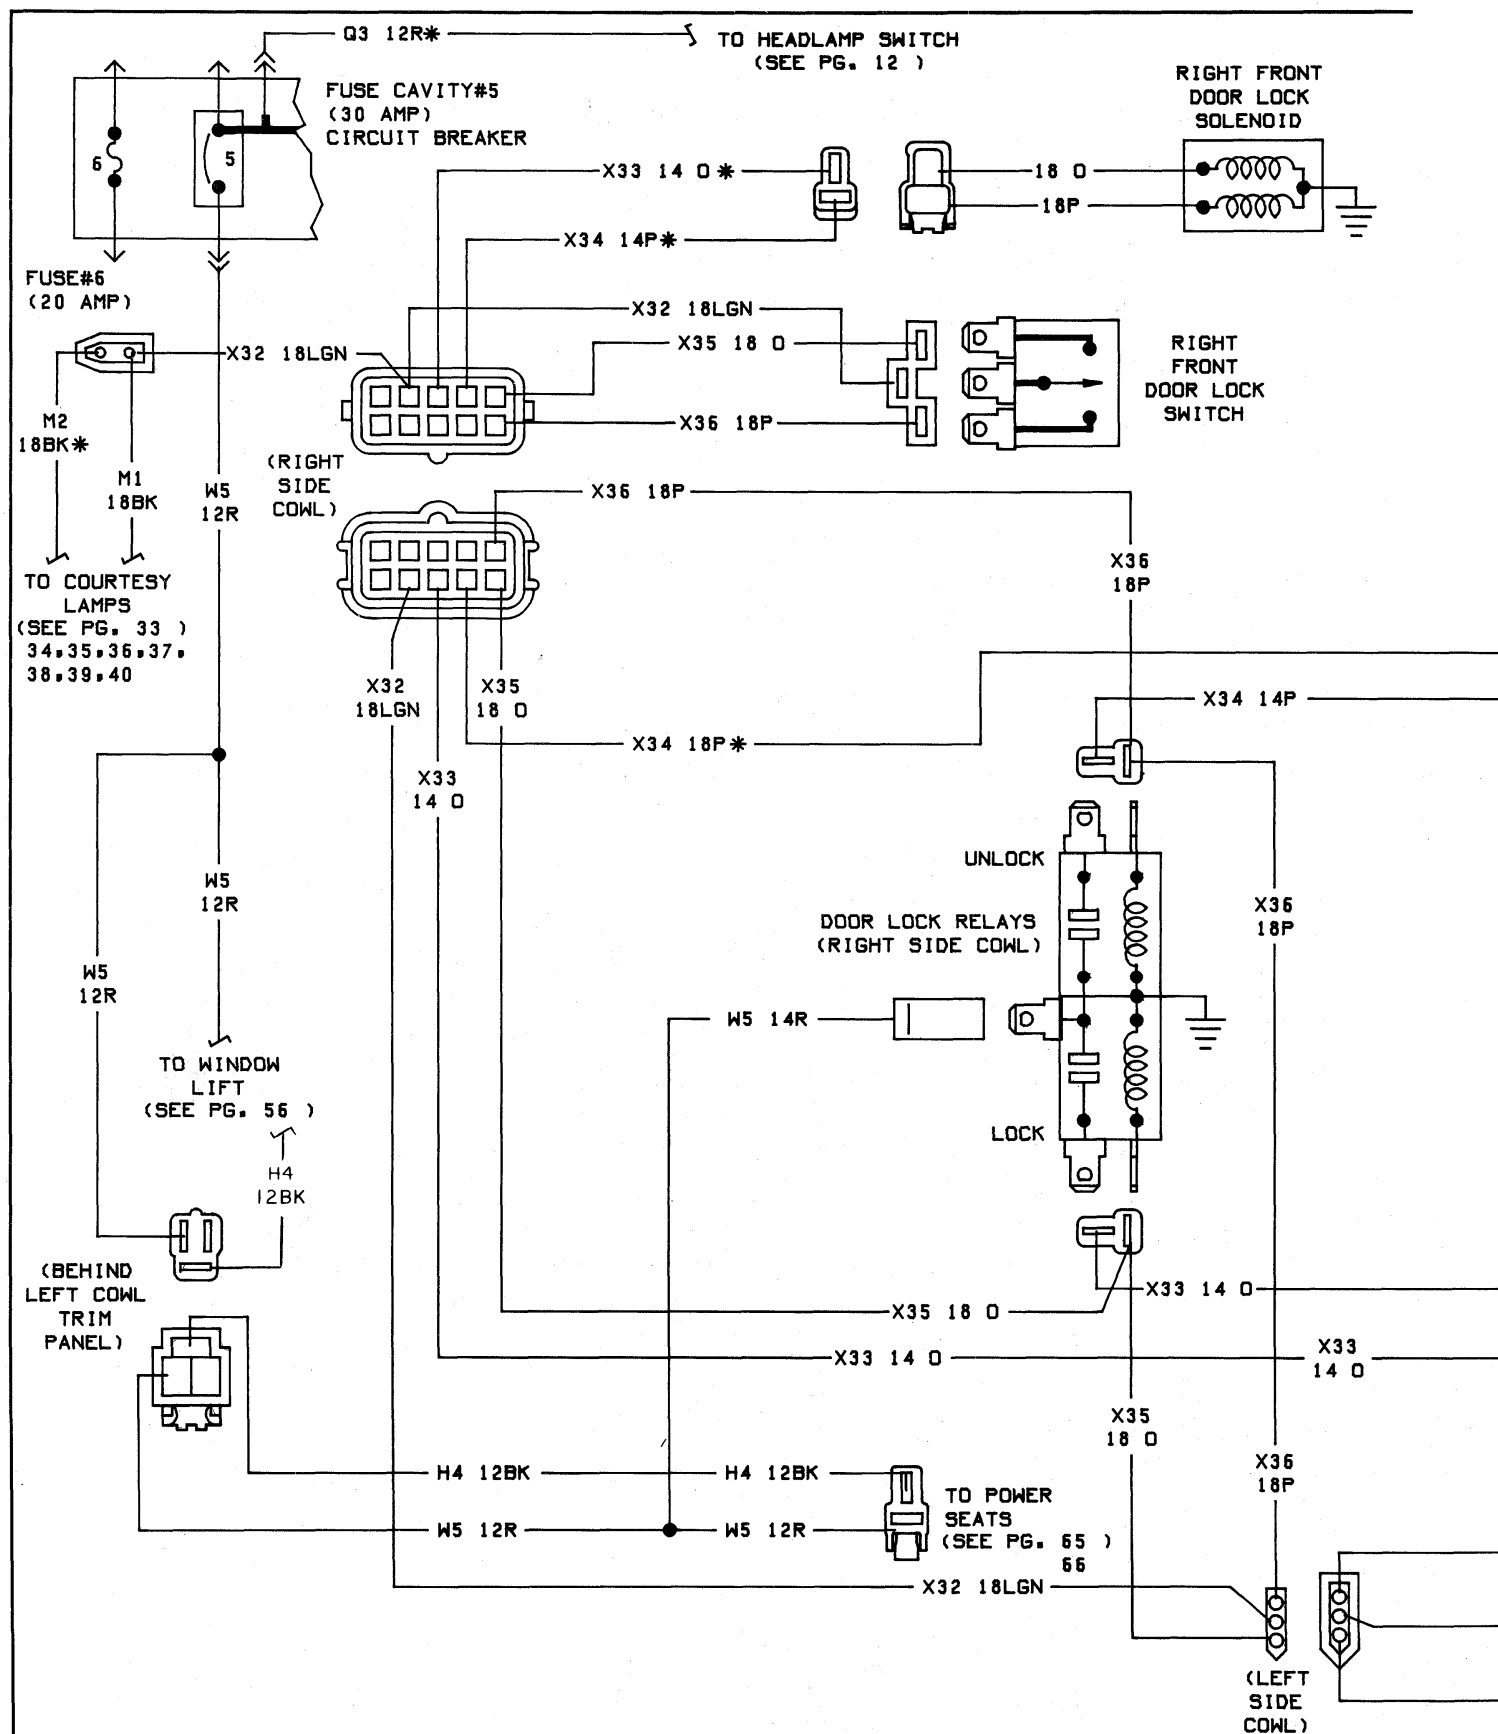 Q3 12R*
TO HEADLAMP SWITCH
(SEE PG. 12 )
FUSE CAVITY#5
(30 AMP)
CIRCUIT BREAKER
6
5
RIGHT FRONT
DOOR LOCK
SOLENOID
X33 14 O*
18 O
18P
X34 14P*
FUSE#6
(20 AMP)
X32 18LGN
X35 18 O
X32 18LGN
RIGHT
FRONT
DOOR LOCK
SWITCH
M2
18BK*
X36 18P
M1
18BK
W5
12R
(RIGHT
SIDE
COWL)
X36 18P
TO COURTESY
LAMPS
(SEE PG. 33 )
34,35,36,37,
38,39,40
X36
18P
X32
18LGN
X35
18 O
X34 14P
X34 18P*
X33
14 O
W5
12R
UNLOCK
X36
18P
DOOR LOCK RELAYS
(RIGHT SIDE COWL)
W5
12R
W5 14R
TO WINDOW
LIFT
(SEE PG. 56 )
LOCK
H4
12BK
(BEHIND
LEFT COWL
TRIM
PANEL)
X33 14 O
X35 18 O
X33 14 O
X33
14 O
X35
18 O
H4 12BK
H4 12BK
X36
18P
TO POWER
SEATS
(SEE PG. 65 )
66
W5 12R
W5 12R
X32 18LGN
(LEFT
SIDE
COWL)